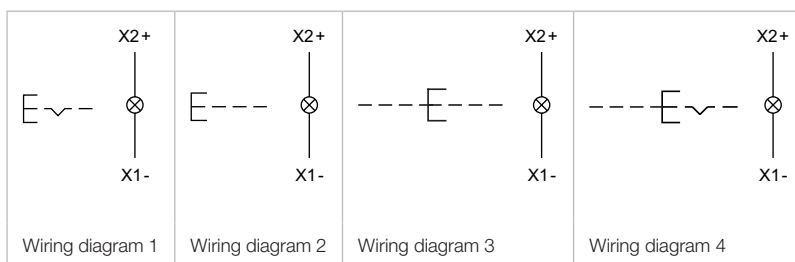 X2+
X1-
Wiring diagram 1
X2+
X1-
Wiring diagram 2
X2+
X1-
Wiring diagram 3
X2+
X1-
Wiring diagram 4